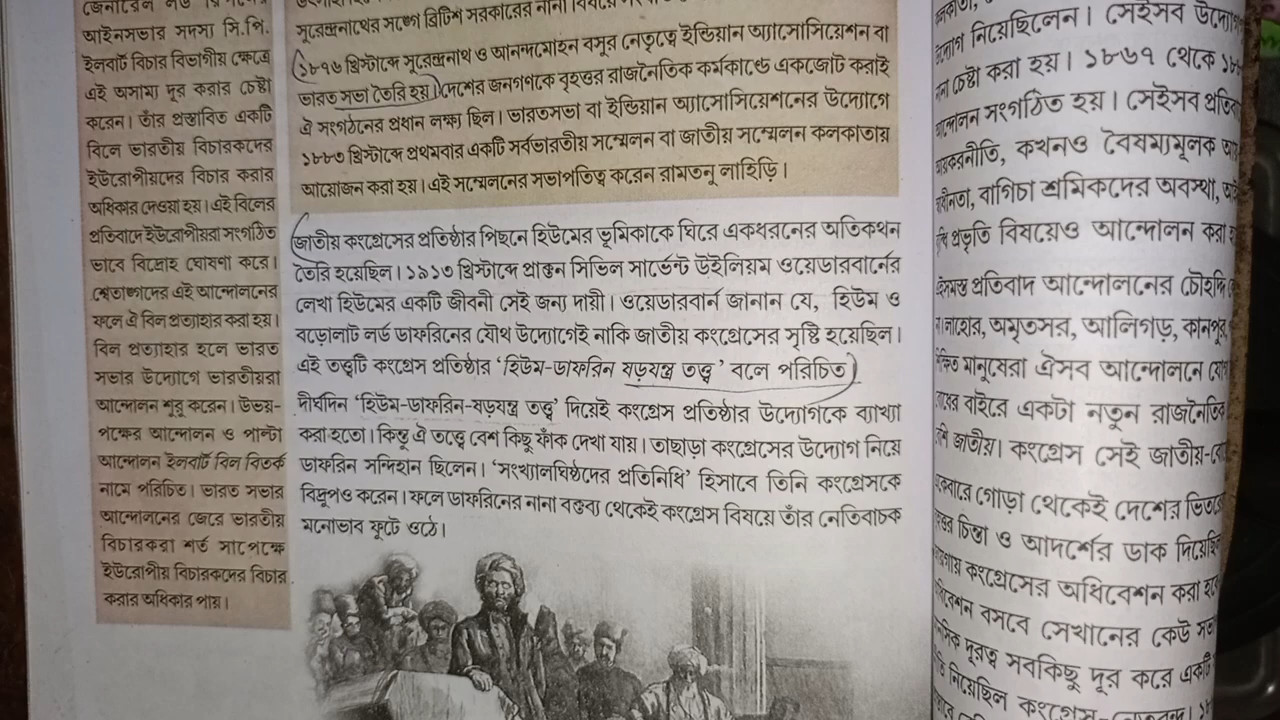 আইনসভার সদস্য সি.পি.
ইলবার্ট বিচার বিভাগীয় ক্ষেত্রে
এই অসাম্য দূর করার চেষ্টা
করেন। তাঁর প্রস্তাবিত একটি
বিলে ভারতীয় বিচারকদের
ইউরোপীয়দের বিচার করার
অধিকার দেওয়া হয়। এই বিলের
প্রতিবাদে ইউরোপীয়রা সংগঠিত
ভাবে বিদ্রোহ ঘোষণা করে।
শ্বেতাঙ্গদের এই আন্দোলনের
ফলে ঐ বিল প্রত্যাহার করা হয়।
বিল প্রত্যাহার হলে ভারত
সভার উদ্যোগে ভারতীয়রা
আন্দোলন শুরু করেন। উভয়-
পক্ষের আন্দোলন ও পাল্টা
আন্দোলন ইলবার্ট বিল বিতর্ক
নামে পরিচিত। ভারত সভার
আন্দোলনের জেরে ভারতীয়
বিচারকরা শর্ত সাপেক্ষে
ইউরোপীয় বিচারকদের বিচার
করার অধিকার পায়।
সুরেন্দ্রনাথের সঙ্গে ব্রিটিশ সরকারের নানা
১৮৭৬ খ্রিস্টাব্দে সুরেন্দ্রনাথ ও আনন্দমোহন বসুর নেতৃত্বে ইন্ডিয়ান অ্যাসোসিয়েশন বা
ভারত সভা তৈরি হয়। দেশের জনগণকে বৃহত্তর রাজনৈতিক কর্মকাণ্ডে একজোট করাই
ঐ সংগঠনের প্রধান লক্ষ্য ছিল। ভারতসভা বা ইন্ডিয়ান অ্যাসোসিয়েশনের উদ্যোগে
১৮৮৩ খ্রিস্টাব্দে প্রথমবার একটি সর্বভারতীয় সম্মেলন বা জাতীয় সম্মেলন কলকাতায়
আয়োজন করা হয়। এই সম্মেলনের সভাপতিত্ব করেন রামতনু লাহিড়ি।
জাতীয় কংগ্রেসের প্রতিষ্ঠার পিছনে হিউমের ভূমিকাকে ঘিরে একধরনের অতিকথন
তৈরি হয়েছিল। ১৯১৩ খ্রিস্টাব্দে প্রাক্তন সিভিল সার্ভেন্ট উইলিয়ম ওয়েডারবার্নের
লেখা হিউমের একটি জীবনী সেই জন্য দায়ী। ওয়েডারবার্ন জানান যে, হিউম ও
বড়োলাট লর্ড ডাফরিনের যৌথ উদ্যোগেই নাকি জাতীয় কংগ্রেসের সৃষ্টি হয়েছিল।
এই তত্ত্বটি কংগ্রেস প্রতিষ্ঠার ‘হিউম-ডাফরিন ষড়যন্ত্র তত্ত্ব’ বলে পরিচিত
দীর্ঘদিন ‘হিউম-ডাফরিন-ষড়যন্ত্র তত্ত্ব’ দিয়েই কংগ্রেস প্রতিষ্ঠার উদ্যোগকে ব্যাখ্যা
করা হতো। কিন্তু ঐ তত্ত্বে বেশ কিছু ফাঁক দেখা যায়। তাছাড়া কংগ্রেসের উদ্যোগ নিয়ে
ডাফরিন সন্দিহান ছিলেন। ‘সংখ্যালঘিষ্ঠদের প্রতিনিধি’ হিসাবে তিনি কংগ্রেসকে
বিদ্রূপও করেন। ফলে ডাফরিনের নানা বক্তব্য থেকেই কংগ্রেস বিষয়ে তাঁর নেতিবাচক
মনোভাব ফুটে ওঠে।
নিয়েছিলেন। সেইসব
চেষ্টা করা হয়। ১৮৬৭ থেকে
সংগঠিত হয়। সেইসব
কখনও বৈষম্যমূলক
বাগিচা শ্রমিকদের অবস্থা,
প্রভৃতি বিষয়েও আন্দোলন করা
প্রতিবাদ আন্দোলনের চৌহদ্দি
লাহোর, অমৃতসর, আলিগড়, কানপুর,
মানুষেরা ঐসব আন্দোলনে
বাইরে একটা নতুন রাজনৈতিক
জাতীয়। কংগ্রেস সেই
গোড়া থেকেই দেশের
চিন্তা ও আদর্শের ডাক
কংগ্রেসের অধিবেশন করা
বসবে সেখানের কেউ
দূরত্ব সবকিছু দূর করে একটি
নিয়েছিল